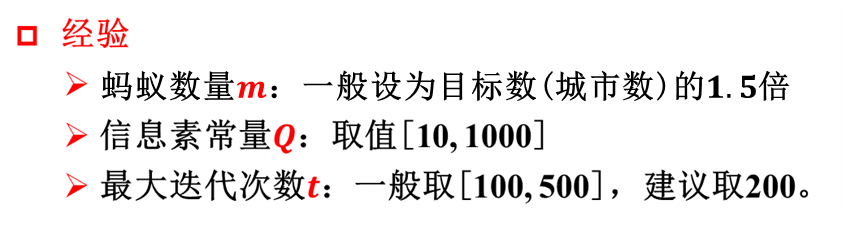 经验
蚂蚁数量m：一般设为目标数(城市数)的1.5倍
信息素常量Q：取值[10, 1000]
最大迭代次数t：一般取[100, 500]，建议取200。